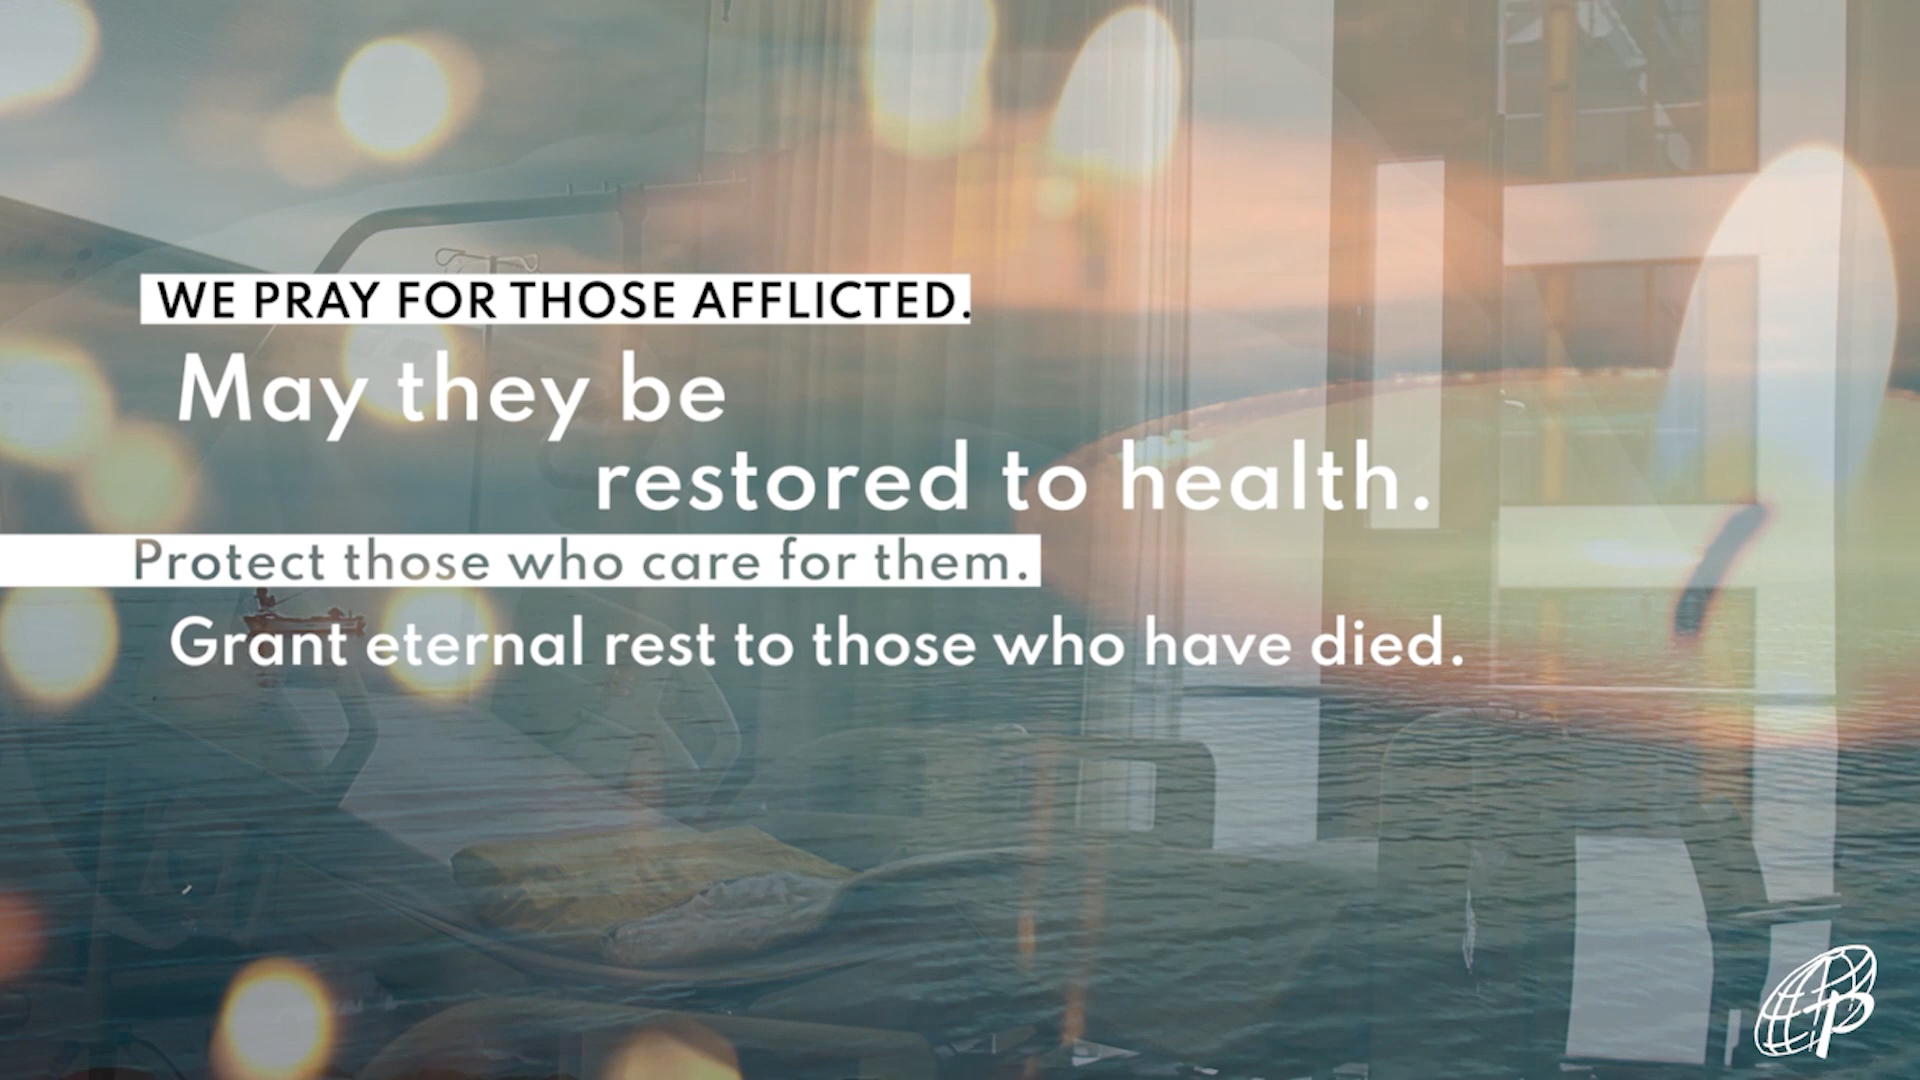 WE PRAY FOR THOSE AFFLICTED.
May they be
restored to health.
Protect those who care for them.
Grant eternal rest to those who have died.